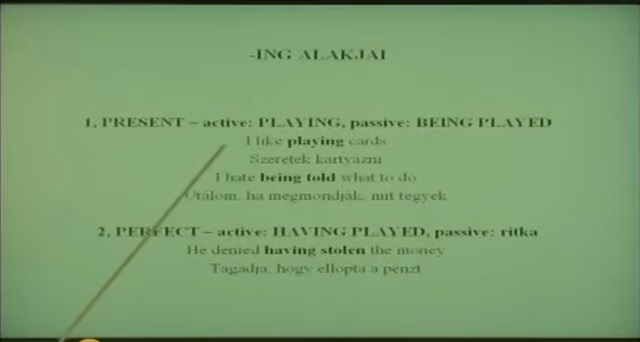 -ING ALAKJAI
1, PRESENT – active: PLAYING, passive: BEING PLAYED
I like playing cards
Szeretek kártyázni
I hate being told what to do
Utálom, ha megmondják, mit tegyek
2, PERFECT – active: HAVING PLAYED, passive: ritka
He denied having stolen the money
Tagadja, hogy ellopta a pénzt